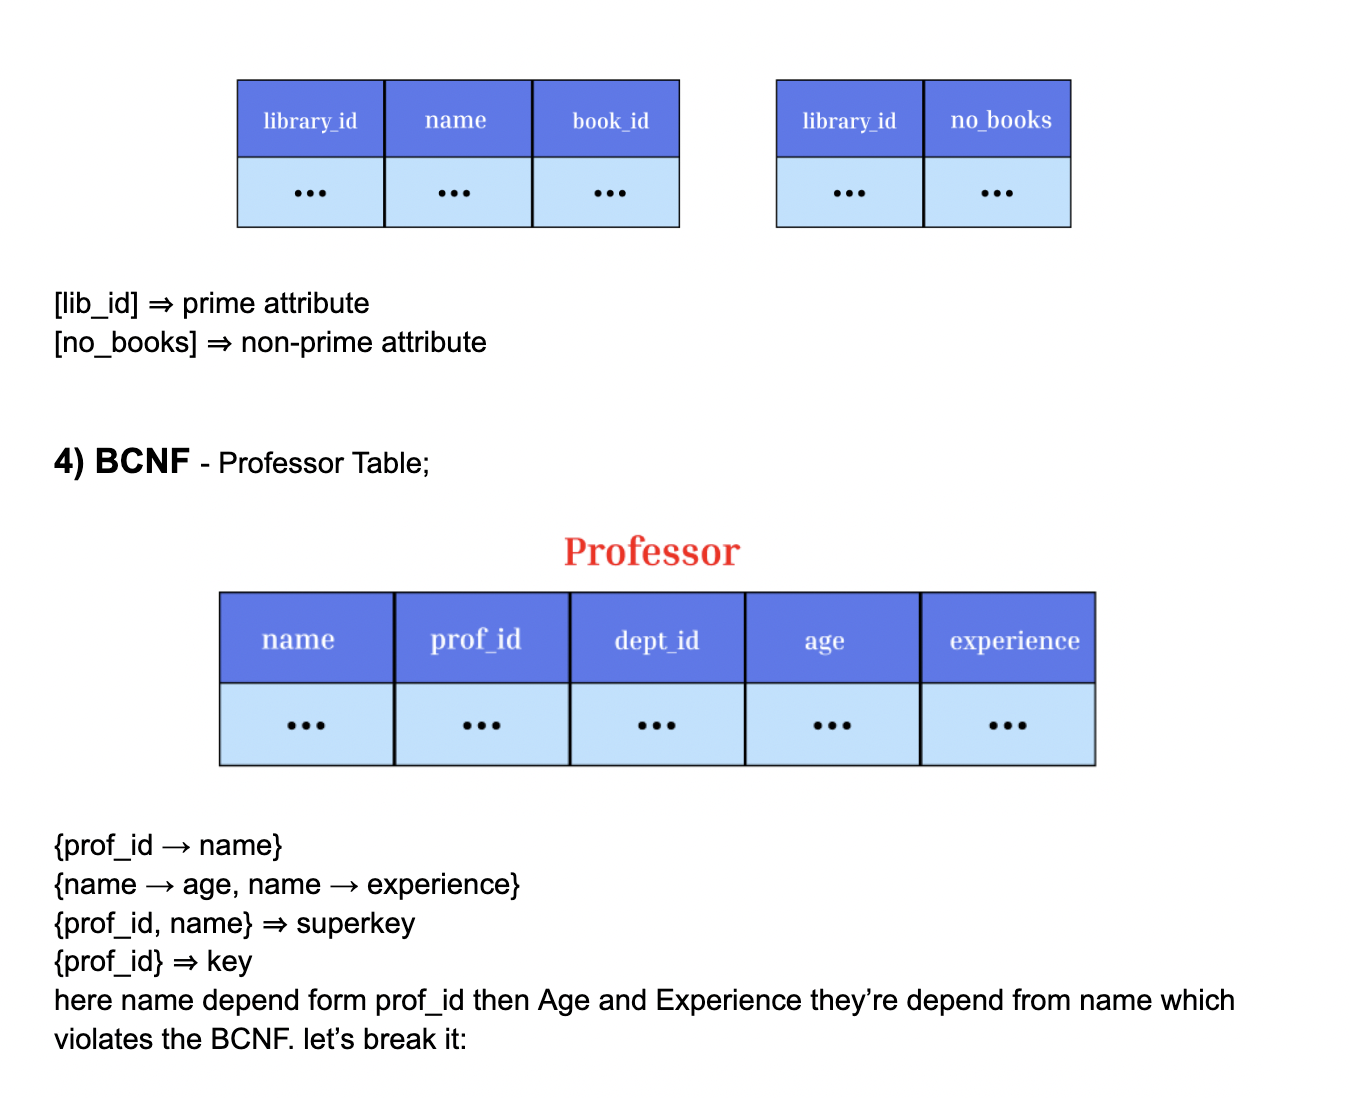 library_id name book_id library_id no_books
... ... ... ... ...
[lib_id] ⇒ prime attribute
[no_books] ⇒ non-prime attribute
4) BCNF - Professor Table;
Professor
name prof_id dept_id age experience
... ... ... ... ...
{prof_id → name}
{name → age, name → experience}
{prof_id, name} ⇒ superkey
{prof_id} ⇒ key
here name depend form prof_id then Age and Experience they’re depend from name which
violates the BCNF. let’s break it: